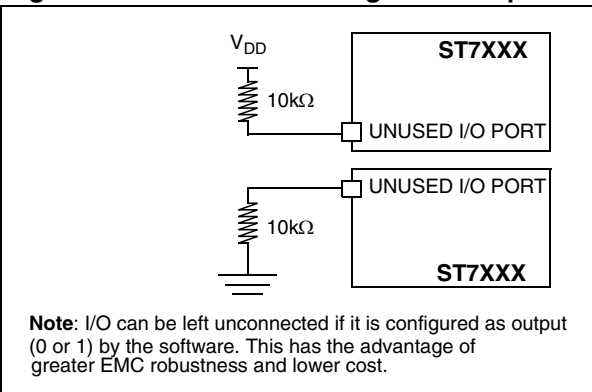 V_DD
ST7XXX
10kΩ
UNUSED I/O PORT
UNUSED I/O PORT
10kΩ
ST7XXX
Note: I/O can be left unconnected if it is configured as output
(0 or 1) by the software. This has the advantage of
greater EMC robustness and lower cost.